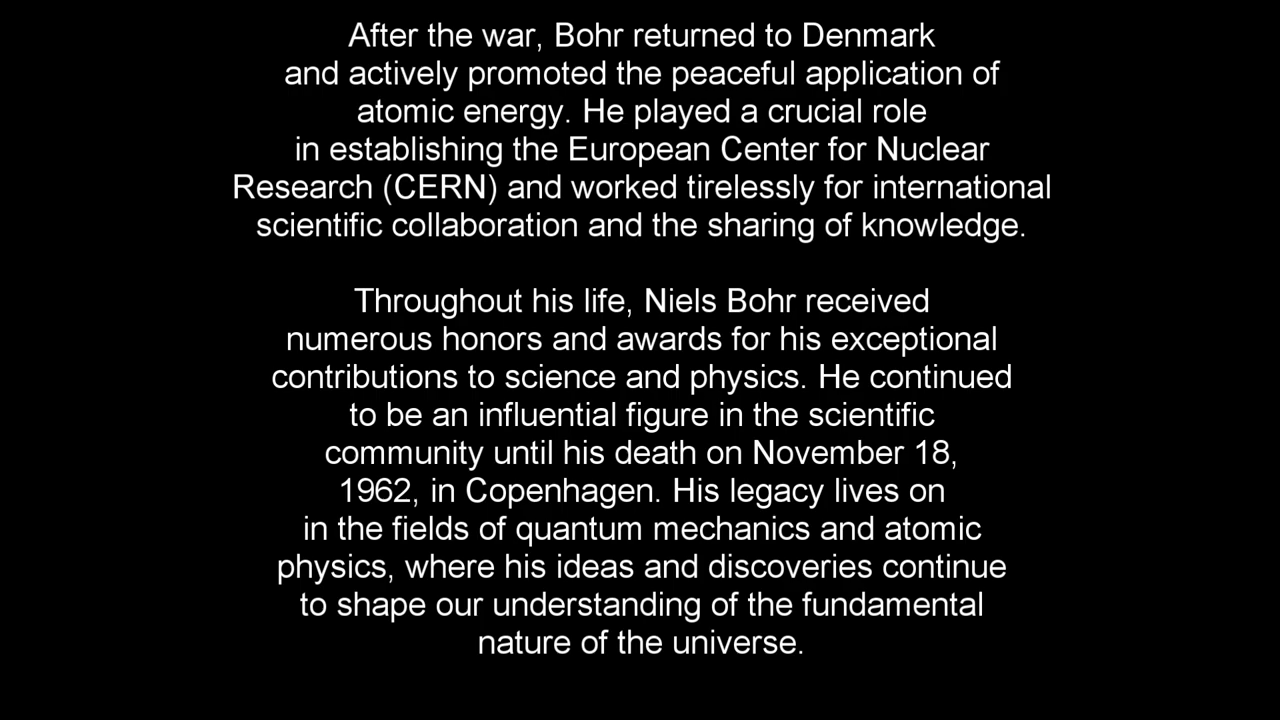 After the war, Bohr returned to Denmark
and actively promoted the peaceful application of
atomic energy. He played a crucial role
in establishing the European Center for Nuclear
Research (CERN) and worked tirelessly for international
scientific collaboration and the sharing of knowledge.
Throughout his life, Niels Bohr received
numerous honors and awards for his exceptional
contributions to science and physics. He continued
to be an influential figure in the scientific
community until his death on November 18,
1962, in Copenhagen. His legacy lives on
in the fields of quantum mechanics and atomic
physics, where his ideas and discoveries continue
to shape our understanding of the fundamental
nature of the universe.